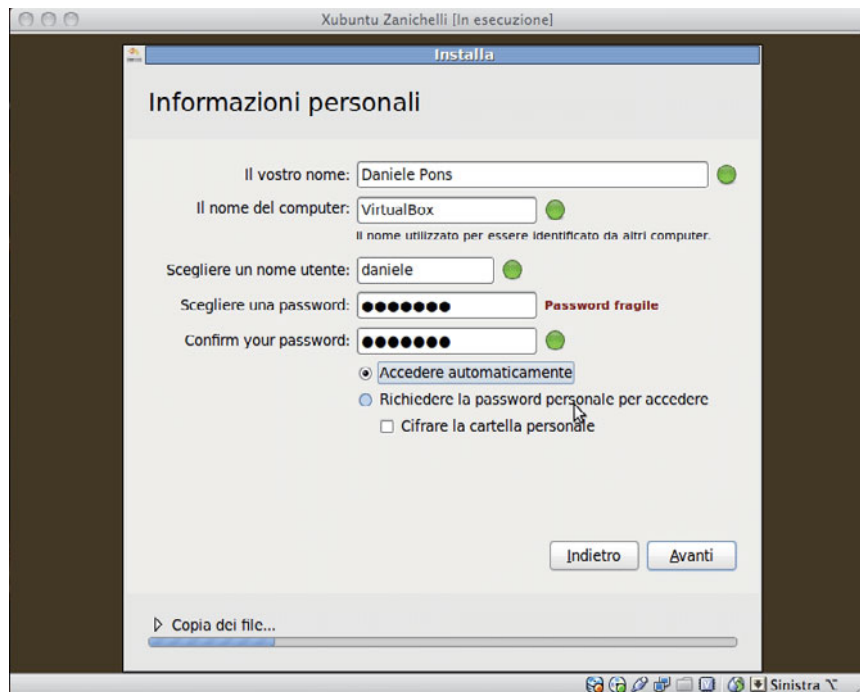 Xubuntu Zanichelli [In esecuzione]
Installa
Informazioni personali
Il vostro nome: Daniele Pons
Il nome del computer: VirtualBox
Il nome utilizzato per essere identificato da altri computer.
Scegliere un nome utente: daniele
Scegliere una password: ●●●●●●● Password fragile
Confirm your password: ●●●●●●●
Accedere automaticamente
Richiedere la password personale per accedere
Cifrare la cartella personale
Indietro Avanti
Copia dei file...
Sinistra ⌥